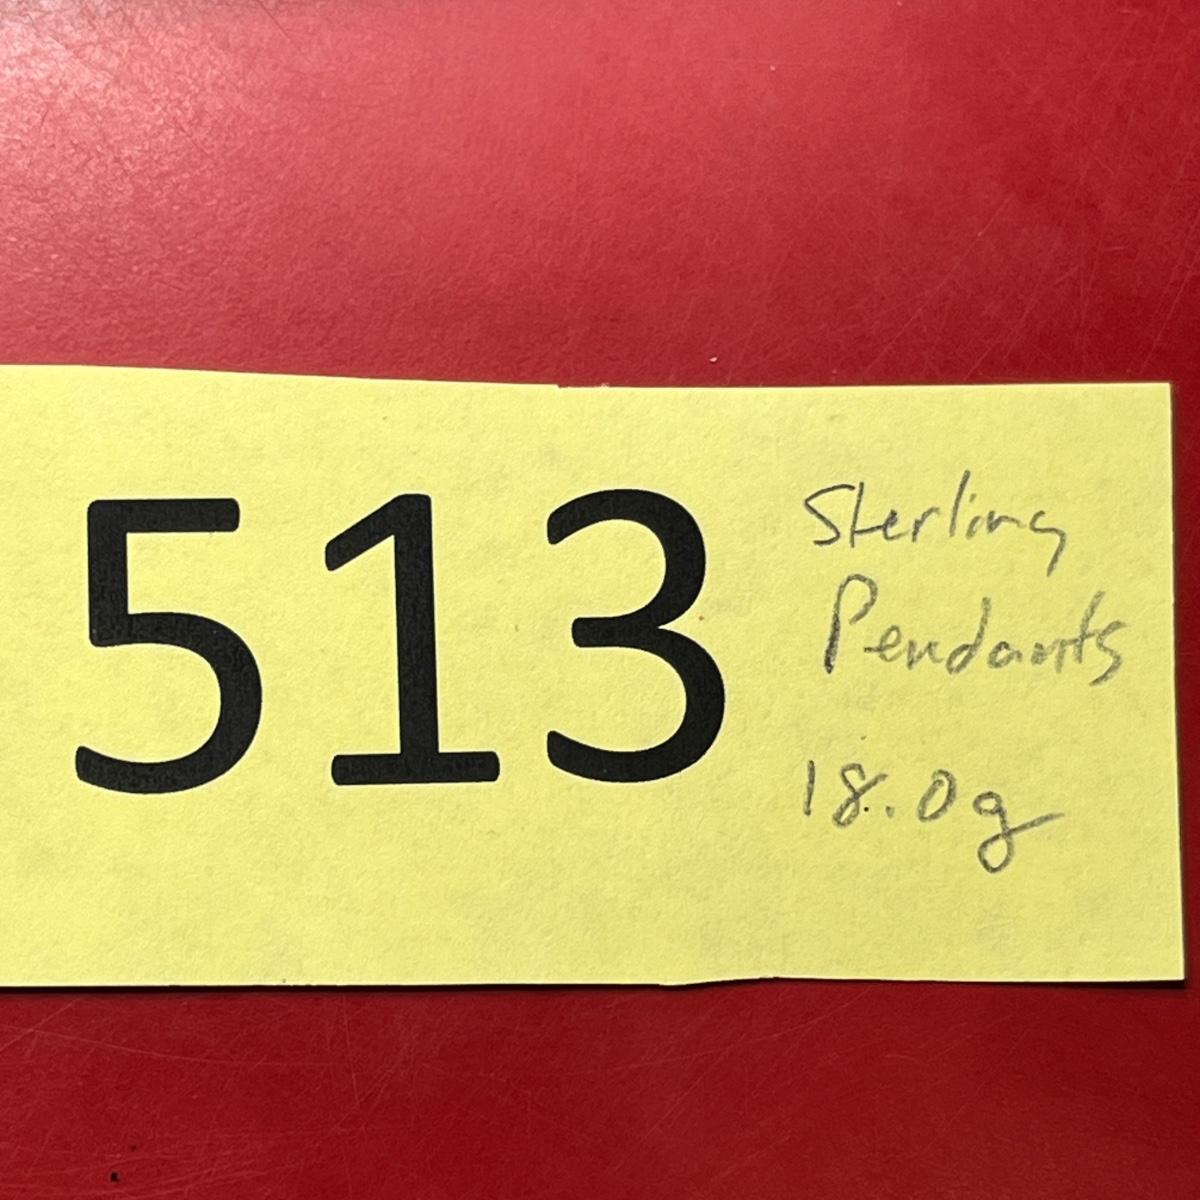 513
Sterling
Pendants
18.0g